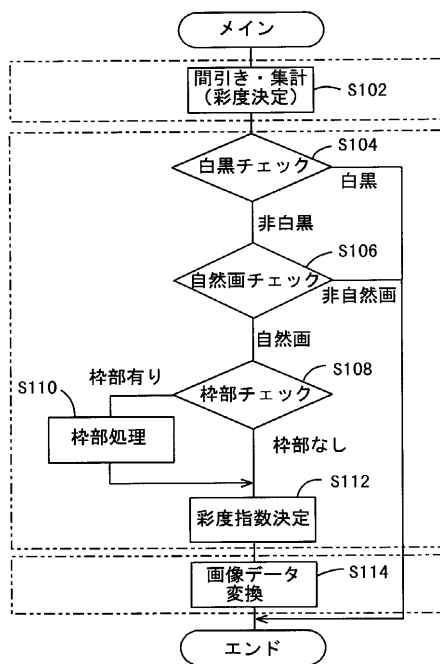 メイン
間引き・集計
(彩度決定)
S102
S104
白黒チェック
白黒
非白黒
S106
自然画チェック
非自然画
自然画
枠部有り
S108
S110
枠部チェック
枠部処理
枠部なし
S112
彩度指数決定
画像データ
変換
S114
エンド